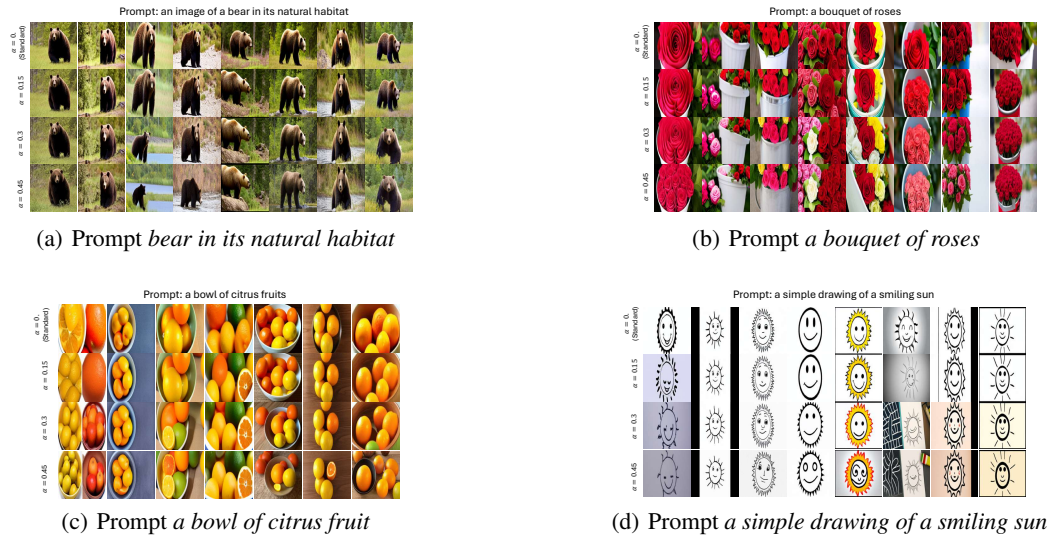 Prompt: an image of a bear in its natural habitat
α = 0.
(Standard)
α = 0.15
α = 0.3
α = 0.45
(a) Prompt bear in its natural habitat
Prompt: a bouquet of roses
α = 0.
(Standard)
α = 0.15
α = 0.3
α = 0.45
(b) Prompt a bouquet of roses
Prompt: a bowl of citrus fruits
α = 0.
(Standard)
α = 0.15
α = 0.3
α = 0.45
(c) Prompt a bowl of citrus fruit
Prompt: a simple drawing of a smiling sun
α = 0.
(Standard)
α = 0.15
α = 0.3
α = 0.45
(d) Prompt a simple drawing of a smiling sun